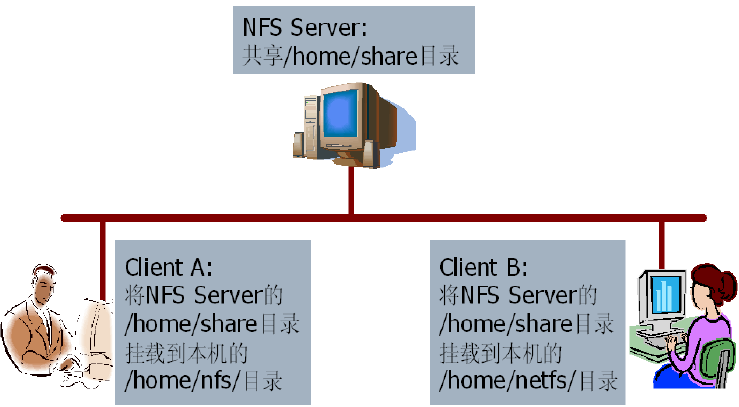 NFS Server:
共享/home/share目录
Client A:
将NFS Server的
/home/share目录
挂载到本机的
/home/nfs/目录
Client B:
将NFS Server的
/home/share目录
挂载到本机的
/home/netfs/目录